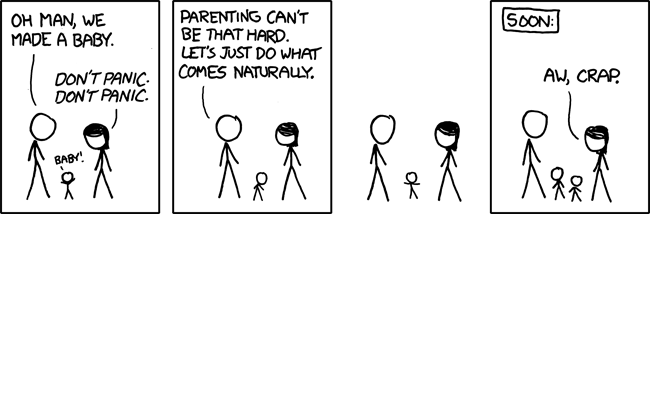 OH MAN, WE
MADE A BABY.
DON'T PANIC.
DON'T PANIC.
BABY!
PARENTING CAN'T
BE THAT HARD.
LET'S JUST DO WHAT
COMES NATURALLY.
SOON:
AW, CRAP.